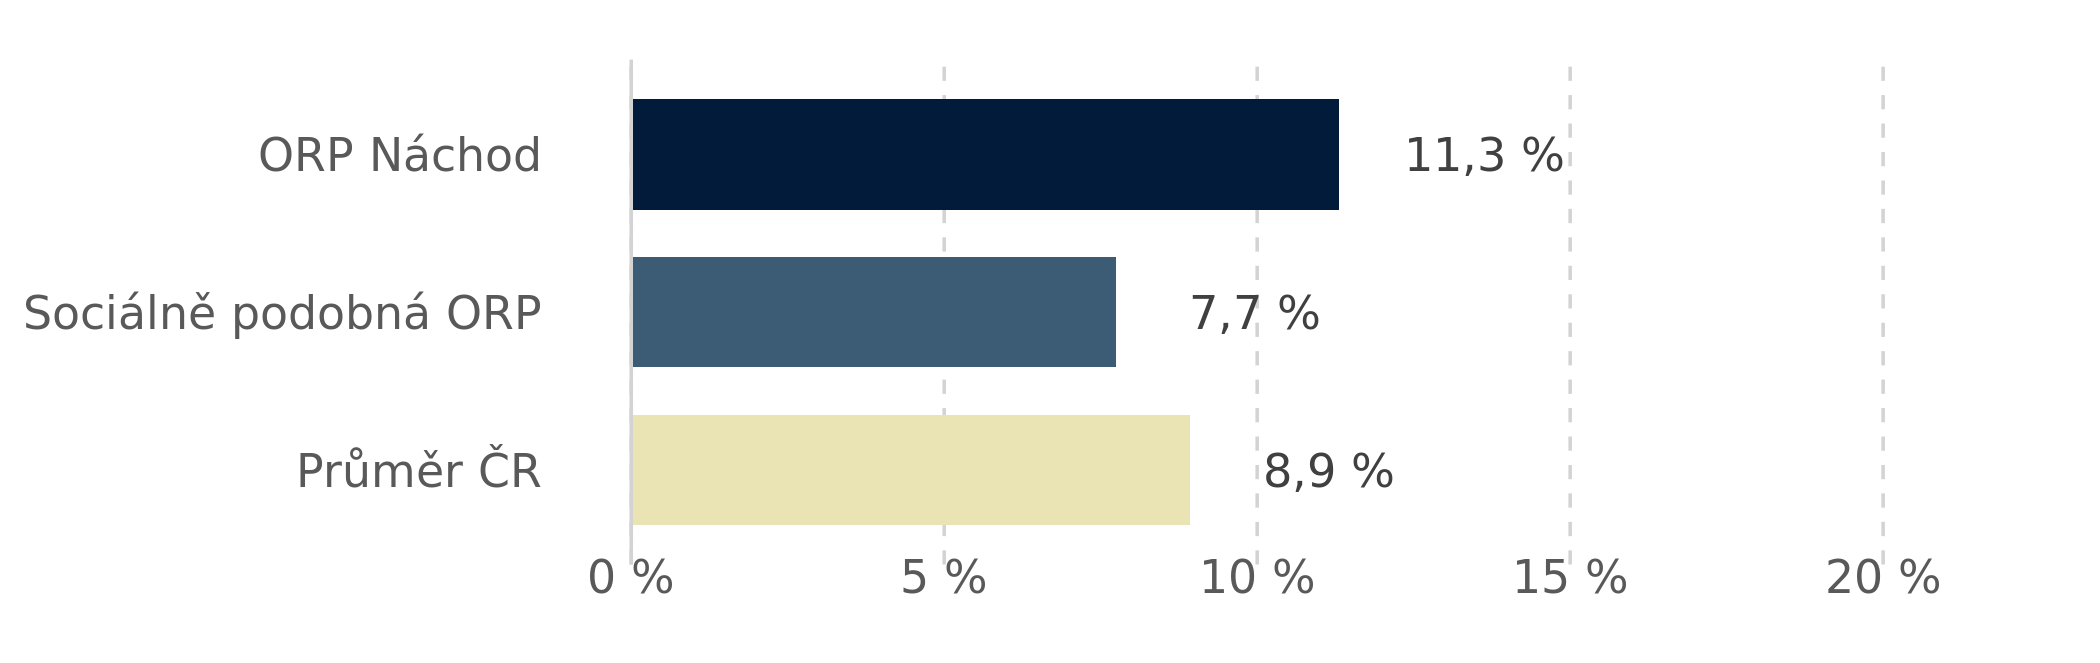 ORP Náchod 11,3 %
Sociálně podobná ORP 7,7 %
Průměr ČR 8,9 %
0 % 5 % 10 % 15 % 20 %